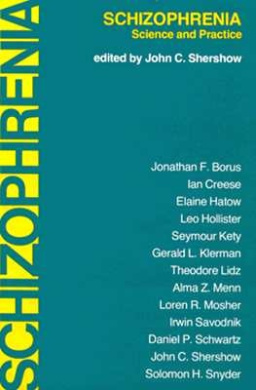 SCHIZOPHRENIA
SCHIZOPHRENIA
Science and Practice
edited by John C. Shershow
Jonathan F. Borus
Ian Creese
Elaine Hatow
Leo Hollister
Seymour Kety
Gerald L. Klerman
Theodore Lidz
Alma Z. Menn
Loren R. Mosher
Irwin Savodnik
Daniel P. Schwartz
John C. Shershow
Solomon H. Snyder